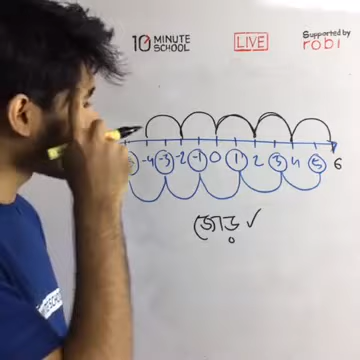 10 MINUTE SCHOOL
LIVE
Supported by
robi
-4 -3 -2 -1 0 1 2 3 4 5 6
জোড় ✓